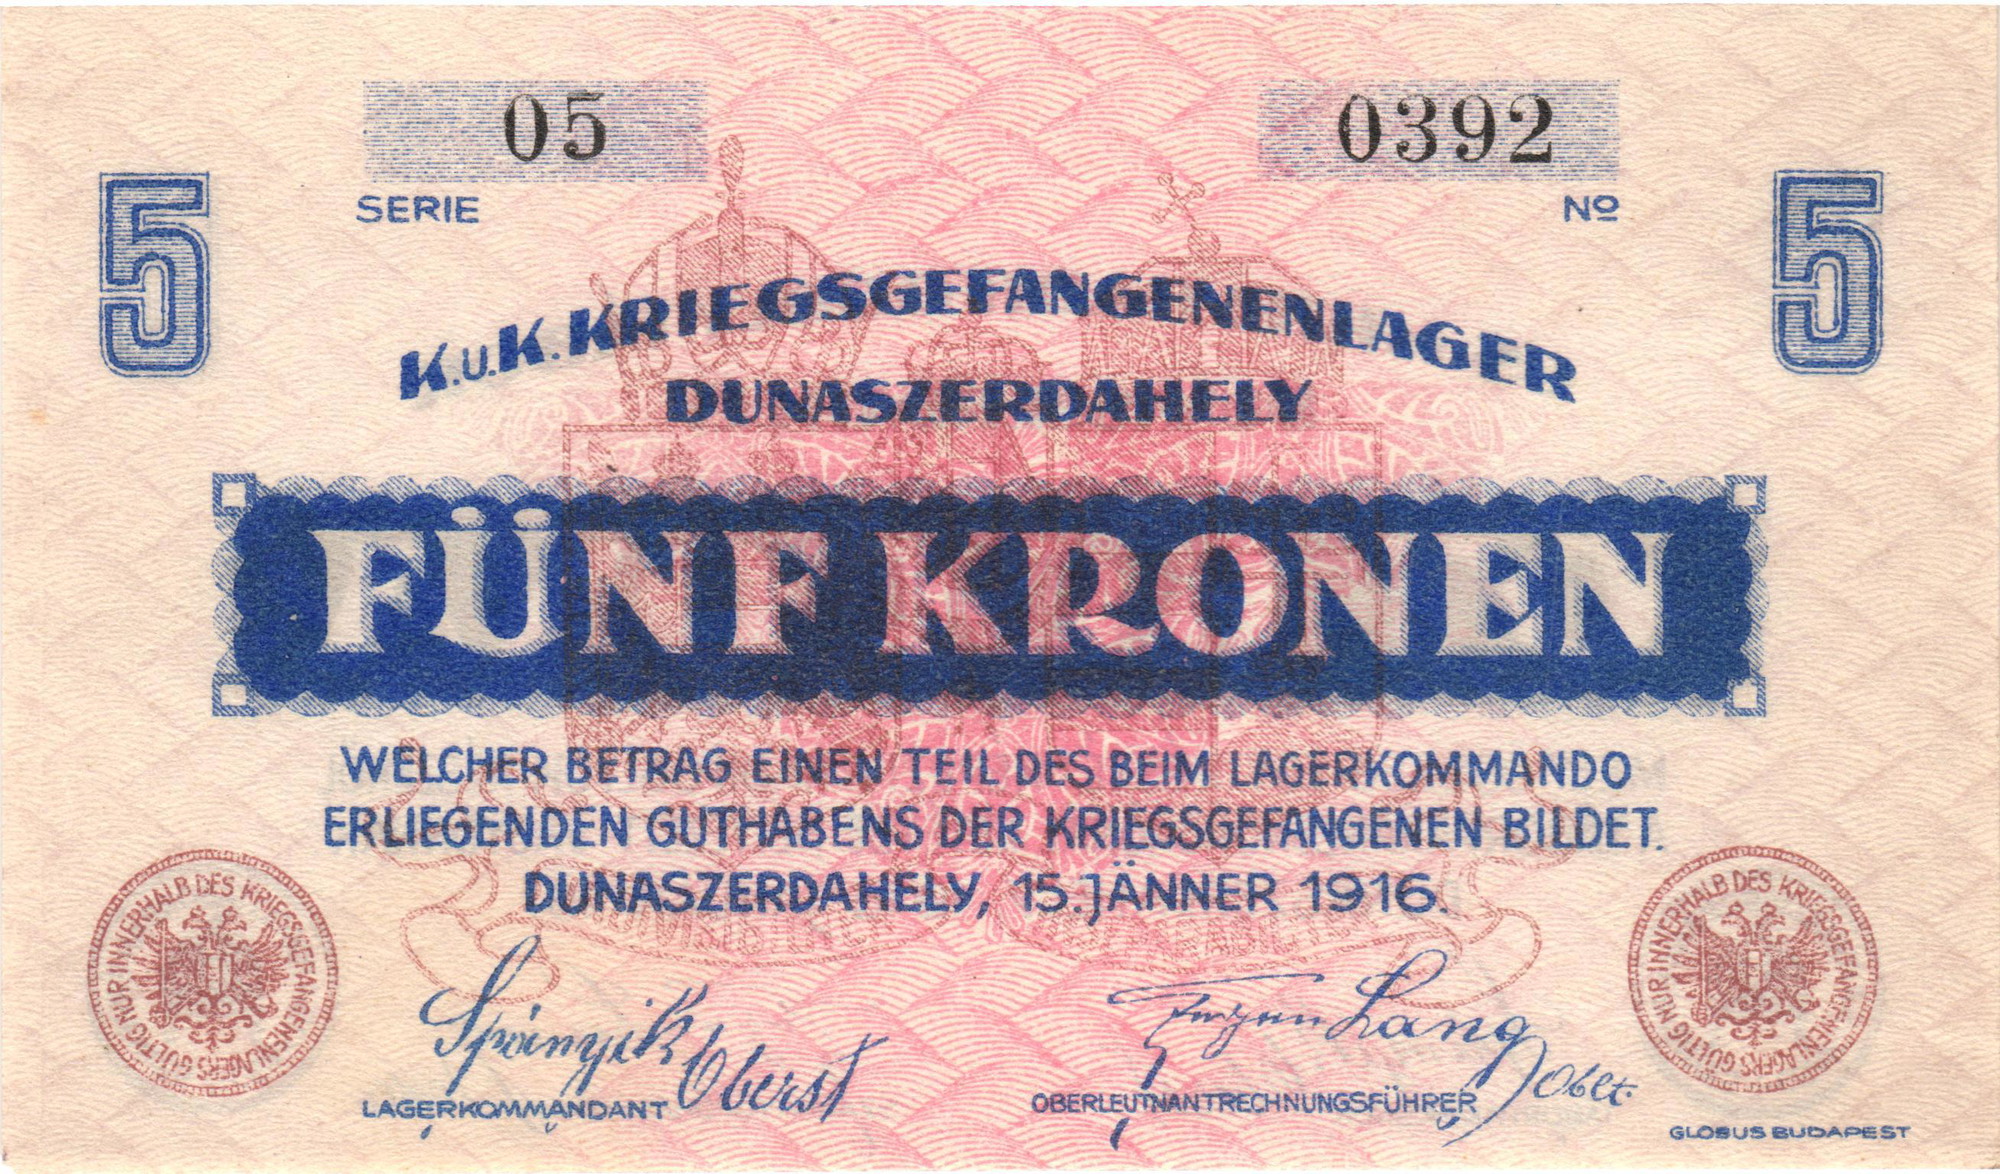 05
0392
SERIE
Nº
5
5
K.u.K. KRIEGSGEFANGENENLAGER
DUNASZERDAHELY
FÜNF KRONEN
WELCHER BETRAG EINEN TEIL DES BEIM LAGERKOMMANDO
ERLIEGENDEN GUTHABENS DER KRIEGSGEFANGENEN BILDET.
DUNASZERDAHELY, 15. JÄNNER 1916.
NUR INNERHALB DES KRIEGSGEFANGENENLAGERS GÜLTIG
NUR INNERHALB DES KRIEGSGEFANGENENLAGERS GÜLTIG
Oberst
Lang
Oblt.
LAGERKOMMANDANT
OBERLEUTNANTRECHNUNGSFÜHRER
GLOBUS BUDAPEST